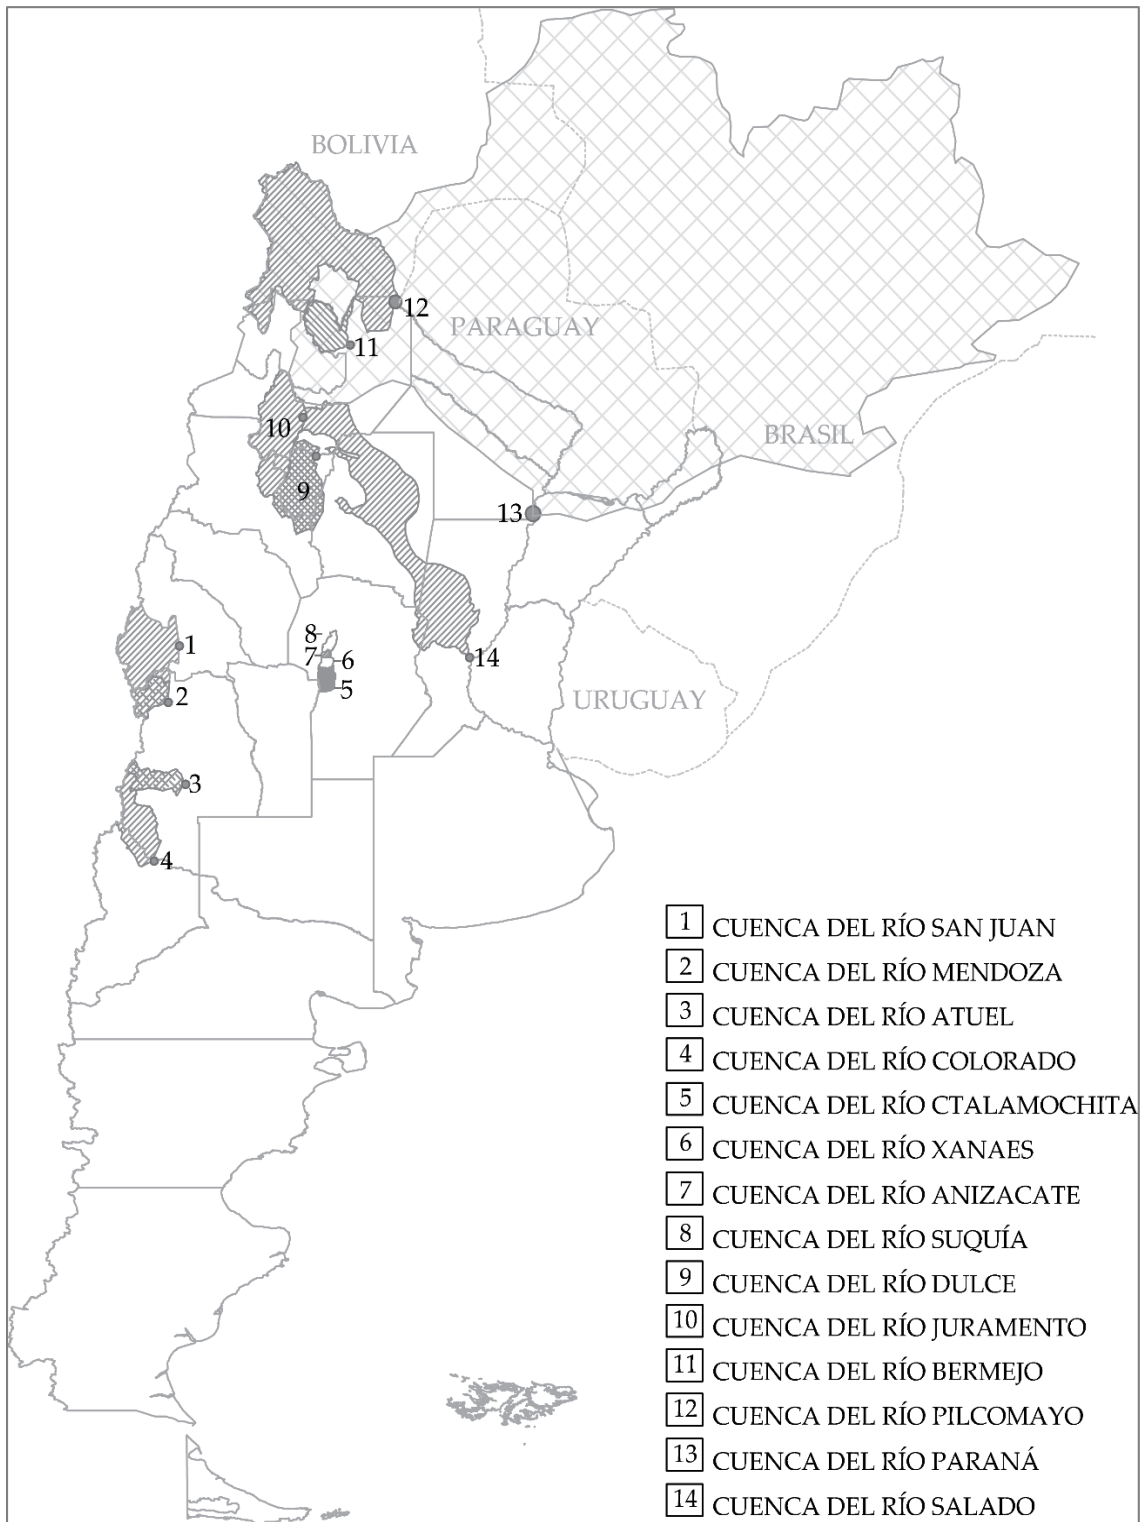 BOLIVIA
12
PARAGUAY
11
10
BRASIL
9
13
8
1
7
6
14
5
2
URUGUAY
3
4
1 CUENCA DEL RÍO SAN JUAN
2 CUENCA DEL RÍO MENDOZA
3 CUENCA DEL RÍO ATUEL
4 CUENCA DEL RÍO COLORADO
5 CUENCA DEL RÍO CTALAMOCHITA
6 CUENCA DEL RÍO XANAES
7 CUENCA DEL RÍO ANIZACATE
8 CUENCA DEL RÍO SUQUÍA
9 CUENCA DEL RÍO DULCE
10 CUENCA DEL RÍO JURAMENTO
11 CUENCA DEL RÍO BERMEJO
12 CUENCA DEL RÍO PILCOMAYO
13 CUENCA DEL RÍO PARANÁ
14 CUENCA DEL RÍO SALADO